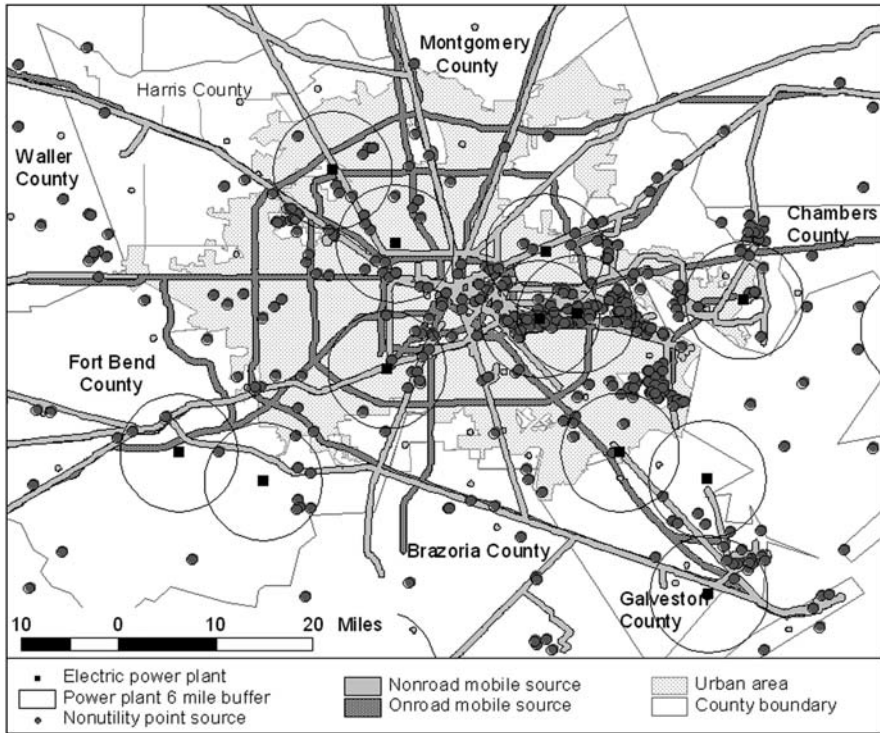 Montgomery
County
Harris County
Waller
County
Chambers
County
Fort Bend
County
Brazoria County
Galveston
County
10 0 10 20 Miles
Electric power plant
Power plant 6 mile buffer
Nonutility point source
Nonroad mobile source
Onroad mobile source
Urban area
County boundary